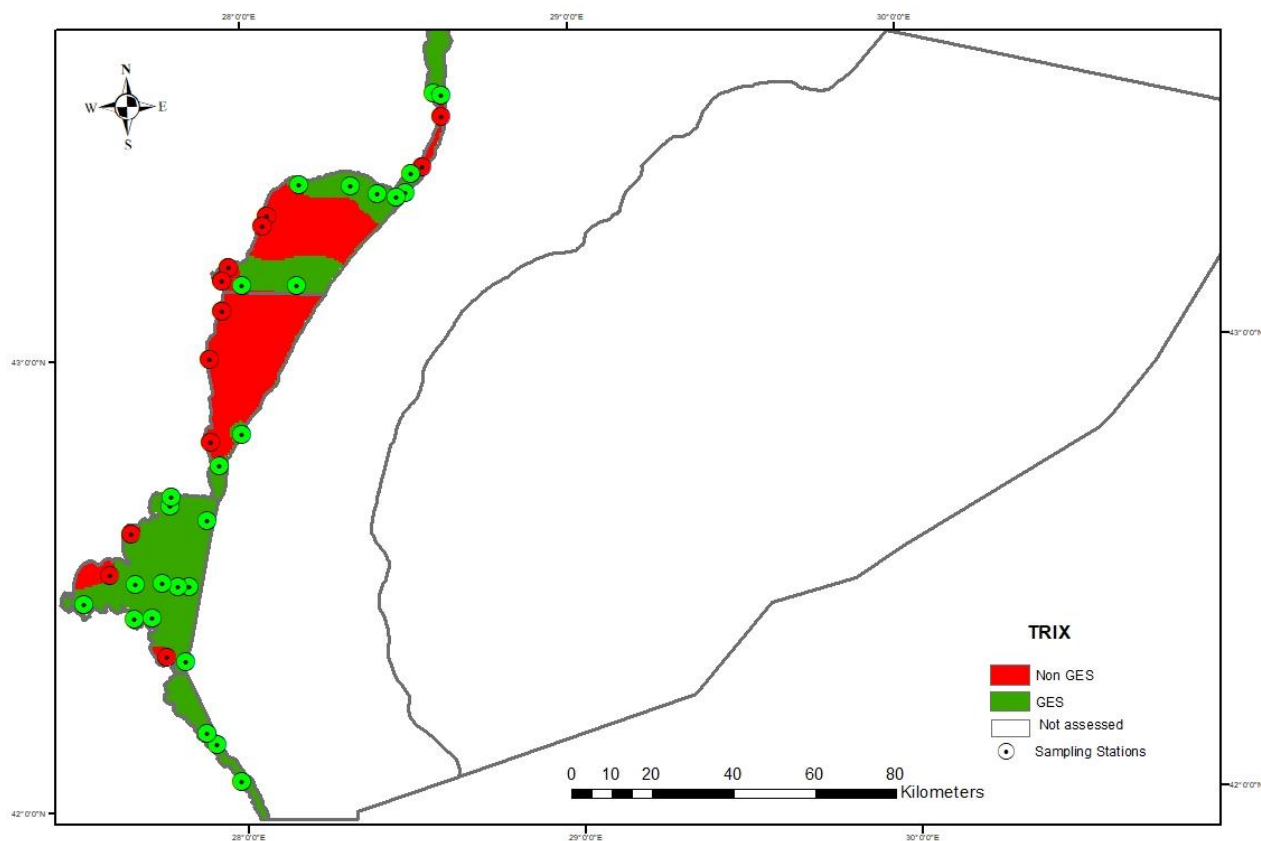 28°0'0"E 29°0'0"E 30°0'0"E
N
W E
S
43°0'0"N 43°0'0"N
TRIX
Non GES
GES
Not assessed
Sampling Stations
0 10 20 40 60 80
Kilometers
42°0'0"N 42°0'0"N
28°0'0"E 29°0'0"E 30°0'0"E